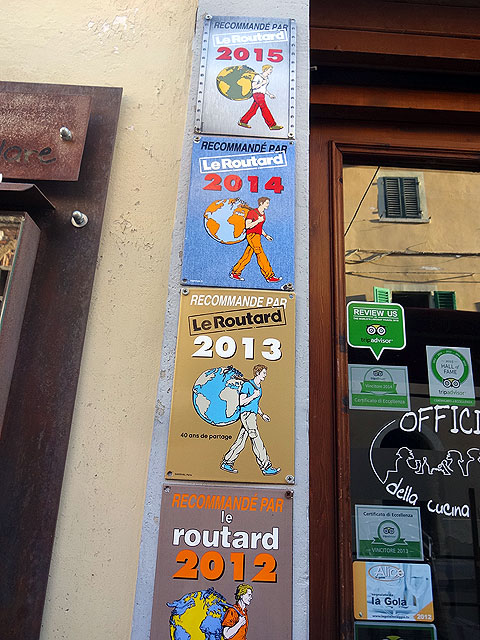 RECOMMANDÉ PAR
Le Routard
2015
RECOMMANDÉ PAR
Le Routard
2014
RECOMMANDE PAR
Le Routard
2013
40 ans de partage
RECOMMANDÉ PAR
le
routard
2012
REVIEW US
tripadvisor
Certificato di Eccellenza
HALL of
FAME
tripadvisor
OFFICI
della cucina
Certificato di Eccellenza
VINCITORE 2013
Alice
la Gola
2012